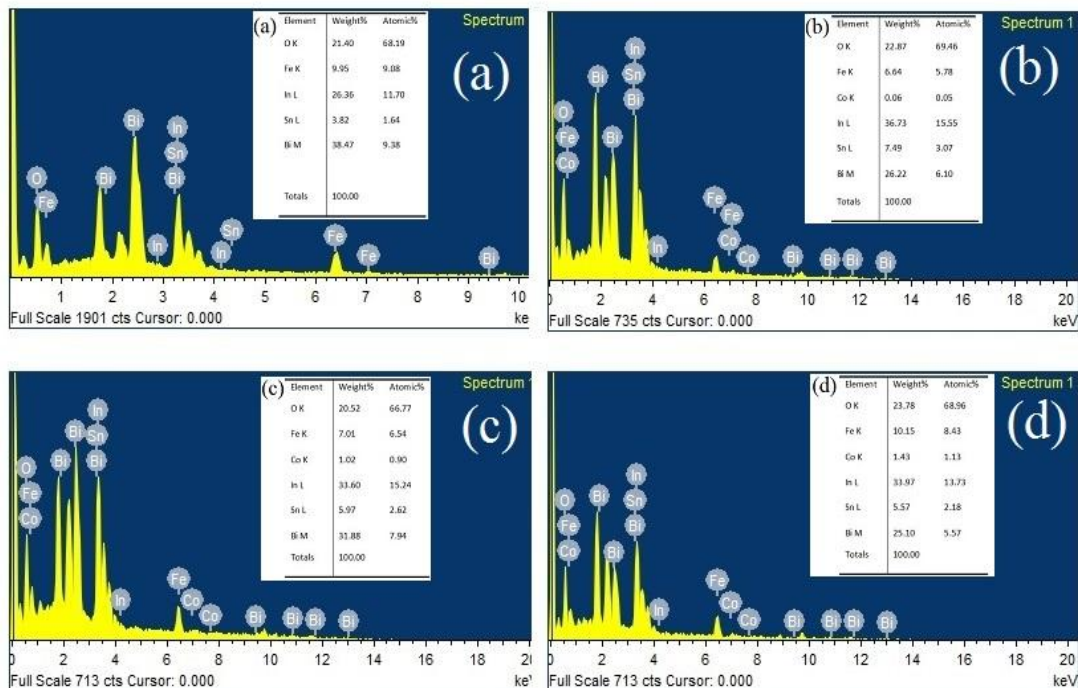 Spectrum
(a)
(a)
Element Weight% Atomic%
O K 21.40 68.19
Fe K 9.95 9.08
In L 26.36 11.70
Sn L 3.82 1.64
Bi M 38.47 9.38
Totals 100.00
O Fe Bi Bi In In Sn Bi In Sn Fe Fe Bi
1 2 3 4 5 6 7 8 9 10
Full Scale 1901 cts Cursor: 0.000 ke
Spectrum 1
(b)
(b)
Element Weight% Atomic%
O K 22.87 69.46
Fe K 6.64 5.78
Co K 0.06 0.05
In L 36.73 15.55
Sn L 7.49 3.07
Bi M 26.22 6.10
Totals 100.00
O Fe Co Bi Bi In Sn Bi In Fe Fe Co Co Bi Bi Bi Bi
0 2 4 6 8 10 12 14 16 18 20
Full Scale 735 cts Cursor: 0.000 keV
Spectrum
(c)
(c)
Element Weight% Atomic%
O K 20.52 66.77
Fe K 7.01 6.54
Co K 1.02 0.90
In L 33.60 15.24
Sn L 5.97 2.62
Bi M 31.88 7.94
Totals 100.00
O Fe Co Bi Bi In Sn Bi In Fe Co Co Bi Bi Bi Bi
0 2 4 6 8 10 12 14 16 18 20
Full Scale 713 cts Cursor: 0.000 ke
Spectrum 1
(d)
(d)
Element Weight% Atomic%
O K 23.78 68.96
Fe K 10.15 8.43
Co K 1.43 1.13
In L 33.97 13.73
Sn L 5.57 2.18
Bi M 25.10 5.57
Totals 100.00
O Fe Co Bi Bi In Sn Bi In Fe Co Co Bi Bi Bi Bi
0 2 4 6 8 10 12 14 16 18 20
Full Scale 713 cts Cursor: 0.000 keV